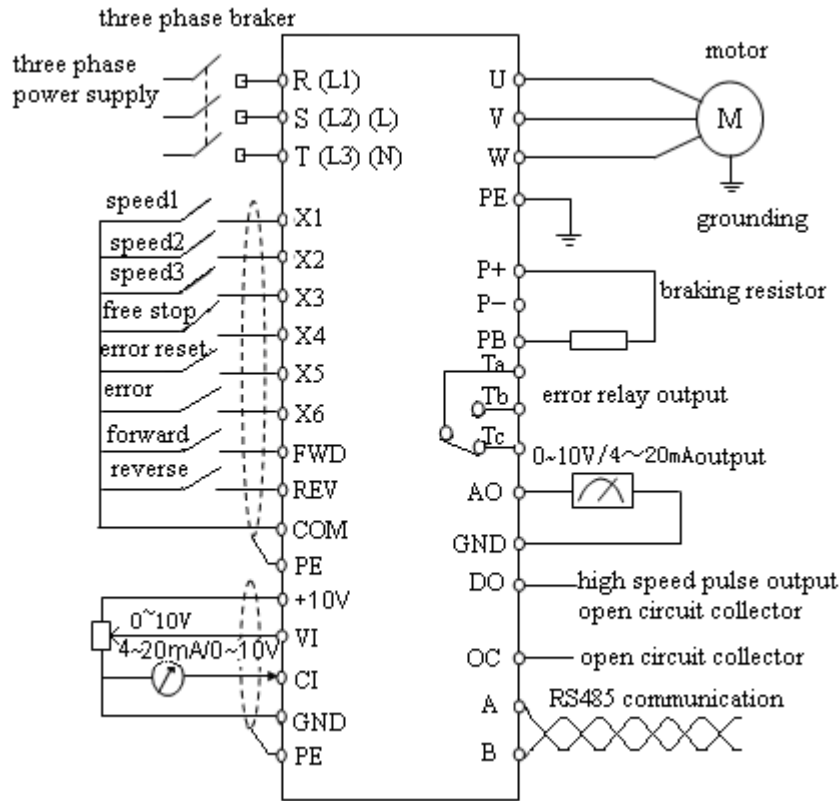 three phase braker
three phase
power supply
R (L1)
S (L2) (L)
T (L3) (N)
speed1
X1
speed2
X2
speed3
X3
free stop
X4
error reset
X5
error
X6
forward
FWD
reverse
REV
COM
PE
+10V
0~10V
VI
4~20mA/0~10V
CI
GND
PE
U
V
W
motor
M
PE
grounding
P+
P-
braking resistor
PB
Ta
Tb
error relay output
Tc
0~10V/4~20mA output
AO
GND
DO
high speed pulse output
open circuit collector
OC
open circuit collector
A
RS485 communication
B